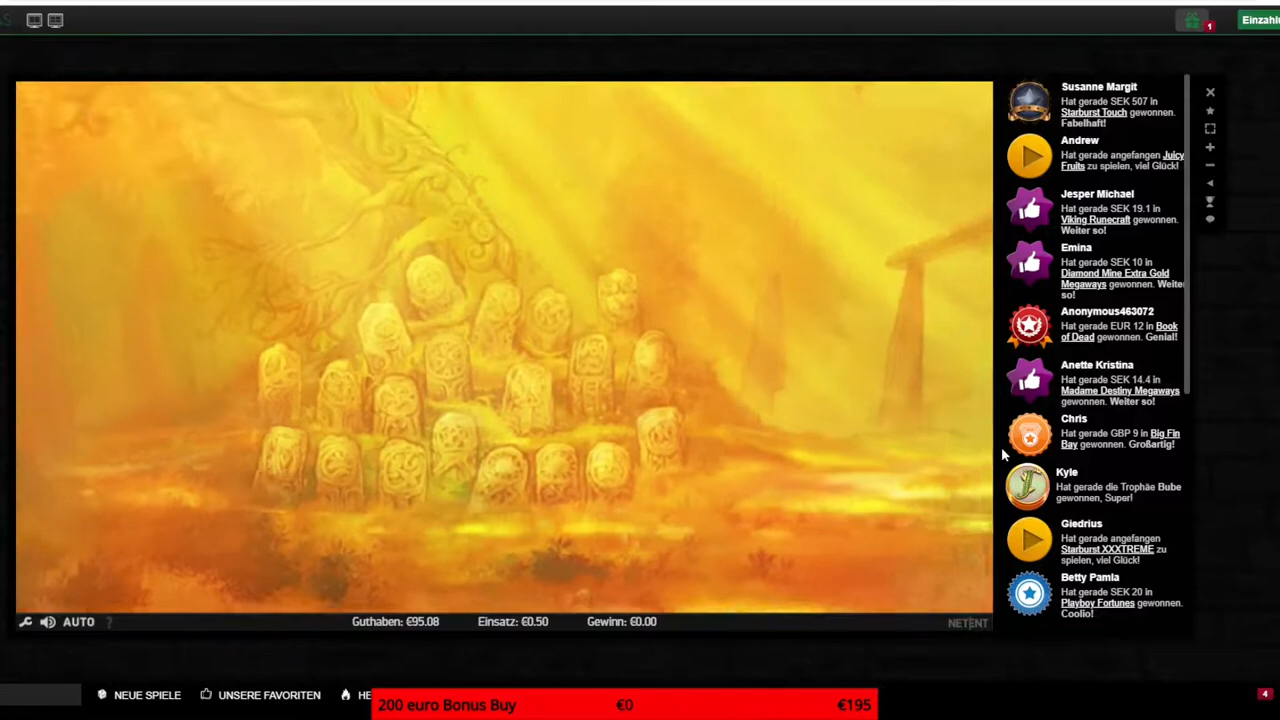 1
Einzahlu
Susanne Margit
Hat gerade SEK 507 in
Starburst Touch gewonnen.
Fabelhaft!
Andrew
Hat gerade angefangen Juicy
Fruits zu spielen, viel Glück!
Jesper Michael
Hat gerade SEK 19.1 in
Viking Runecraft gewonnen.
Weiter so!
Emina
Hat gerade SEK 10 in
Diamond Mine Extra Gold
Megaways gewonnen. Weiter
so!
Anonymous463072
Hat gerade EUR 12 in Book
of Dead gewonnen. Genial!
Anette Kristina
Hat gerade SEK 14.4 in
Madame Destiny Megaways
gewonnen. Weiter so!
Chris
Hat gerade GBP 9 in Big Fin
Bay gewonnen. Großartig!
Kyle
Hat gerade die Trophäe Bube
gewonnen, Super!
Giedrius
Hat gerade angefangen
Starburst XXXTREME zu
spielen, viel Glück!
Betty Pamla
Hat gerade SEK 20 in
Playboy Fortunes gewonnen.
Coolio!
AUTO ? Guthaben: €95.08 Einsatz: €0.50 Gewinn: €0.00 NETENT
NEUE SPIELE UNSERE FAVORITEN HE 4
200 euro Bonus Buy €0 €195